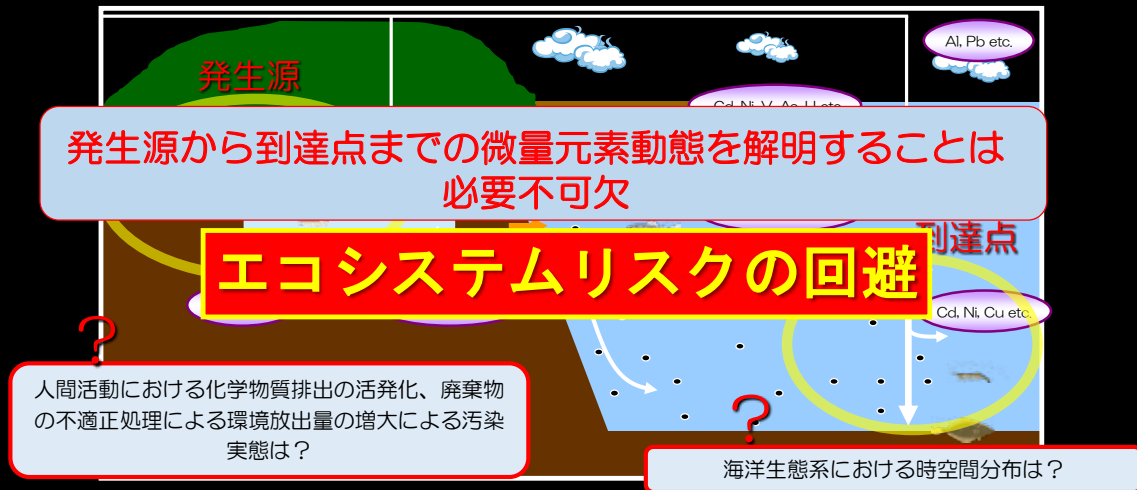 Al, Pb etc.
発生源
発生源から到達点までの微量元素動態を解明することは
必要不可欠
到達点
エコシステムリスクの回避
Cd, Ni, Cu etc.
?
人間活動における化学物質排出の活発化、廃棄物
の不適正処理による環境放出量の増大による汚染
実態は？
?
海洋生態系における時空間分布は？